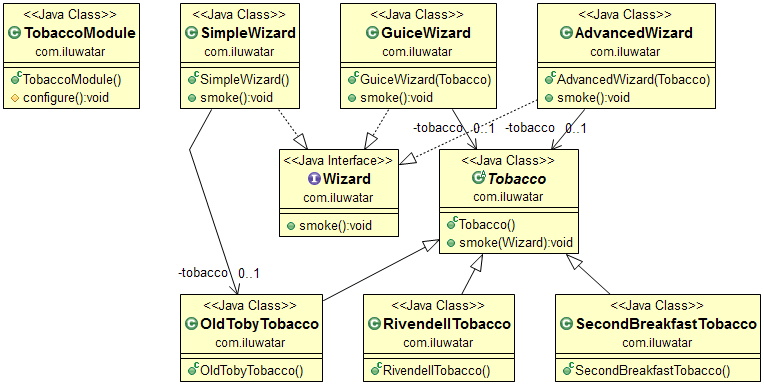 <<Java Class>>
TobaccoModule
com.iluwatar
TobaccoModule()
configure():void
<<Java Class>>
SimpleWizard
com.iluwatar
SimpleWizard()
smoke():void
<<Java Class>>
GuiceWizard
com.iluwatar
GuiceWizard(Tobacco)
smoke():void
<<Java Class>>
AdvancedWizard
com.iluwatar
AdvancedWizard(Tobacco)
smoke():void
-tobacco 0..1
-tobacco 0..1
<<Java Interface>>
Wizard
com.iluwatar
smoke():void
<<Java Class>>
Tobacco
com.iluwatar
Tobacco()
smoke(Wizard):void
-tobacco 0..1
<<Java Class>>
OldTobyTobacco
com.iluwatar
OldTobyTobacco()
<<Java Class>>
RivendellTobacco
com.iluwatar
RivendellTobacco()
<<Java Class>>
SecondBreakfastTobacco
com.iluwatar
SecondBreakfastTobacco()